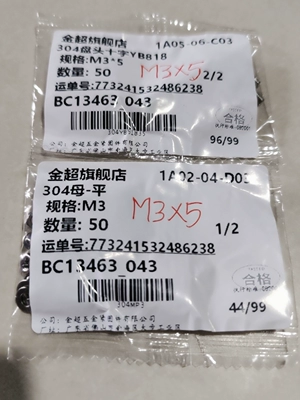 金超旗舰店 1A05-06-C03
304盘头十字YB818
规格:M3*5 M3X5 2/2
数量: 50
运单号:773241532486238
BC13463_043
合格
96/99
金超旗舰店 1A02-04-D03
304母-平
规格:M3 M3X5
数量: 50 1/2
运单号:773241532486238
BC13463_043
合格
304MP3
44/99